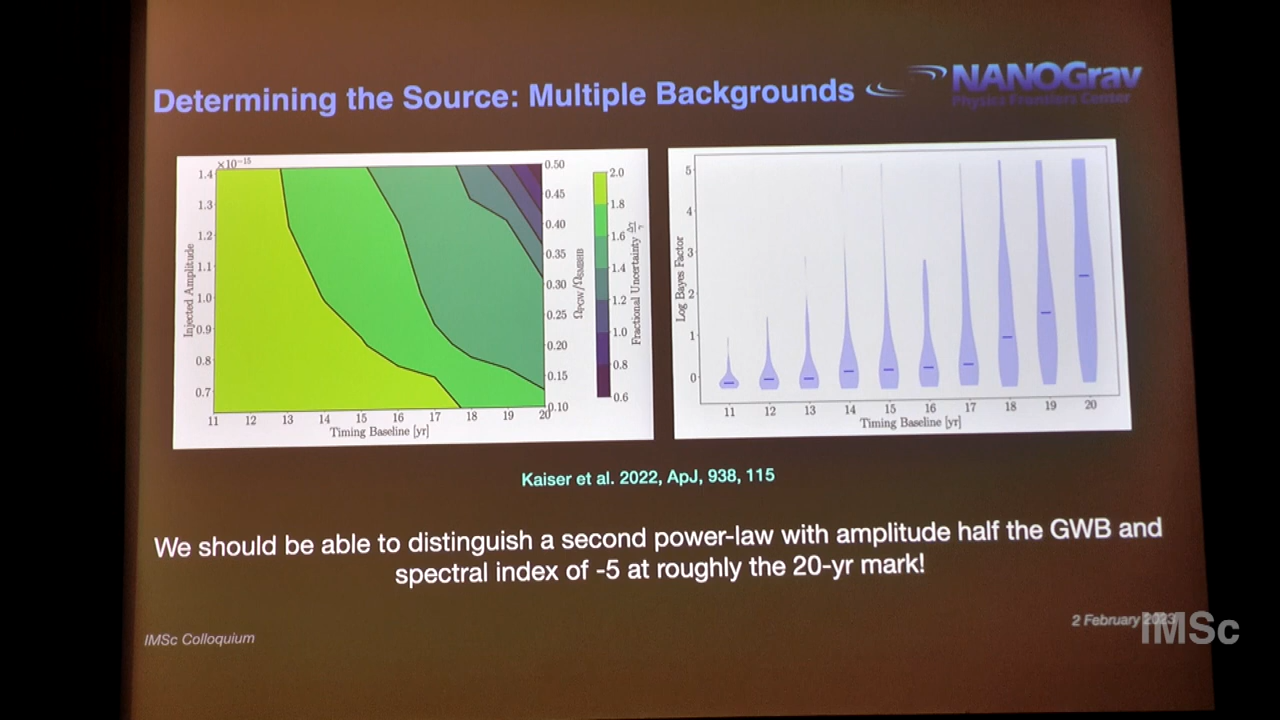 Determining the Source: Multiple Backgrounds
NANOGrav
Physics Frontiers Center
×10⁻¹⁵
1.4
1.3
1.2
1.1
1.0
0.9
0.8
0.7
Injected Amplitude
11 12 13 14 15 16 17 18 19 20
Timing Baseline [yr]
0.50
0.45
0.40
0.35
0.30
0.25
0.20
0.15
0.10
Ω_PGW/Ω_SMBHB
2.0
1.8
1.6
1.4
1.2
1.0
0.8
0.6
Fractional Uncertainty Δγ/γ
5
4
3
2
1
0
Log Bayes Factor
11 12 13 14 15 16 17 18 19 20
Timing Baseline [yr]
Kaiser et al. 2022, ApJ, 938, 115
We should be able to distinguish a second power-law with amplitude half the GWB and
spectral index of -5 at roughly the 20-yr mark!
IMSc Colloquium
2 February 2023
IMSc